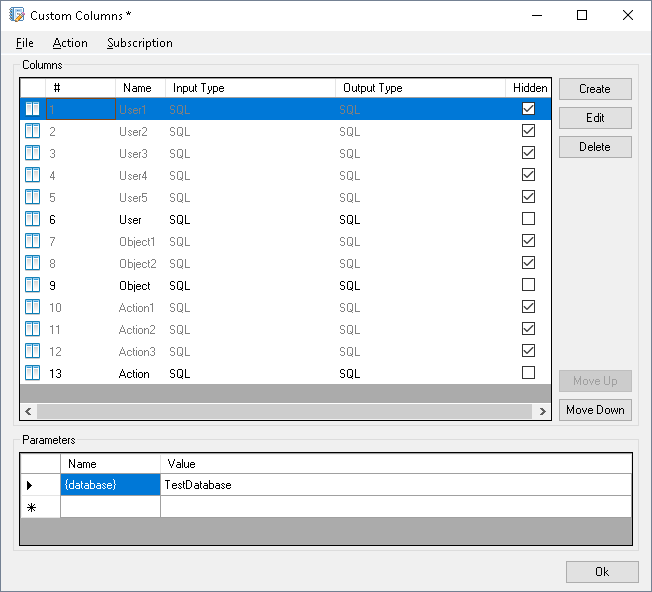 Custom Columns *
File Action Subscription
Columns
# Name Input Type Output Type Hidden
1 User1 SQL SQL
2 User2 SQL SQL
3 User3 SQL SQL
4 User4 SQL SQL
5 User5 SQL SQL
6 User SQL SQL
7 Object1 SQL SQL
8 Object2 SQL SQL
9 Object SQL SQL
10 Action1 SQL SQL
11 Action2 SQL SQL
12 Action3 SQL SQL
13 Action SQL SQL
Create
Edit
Delete
Move Up
Move Down
Parameters
Name Value
{database} TestDatabase
Ok